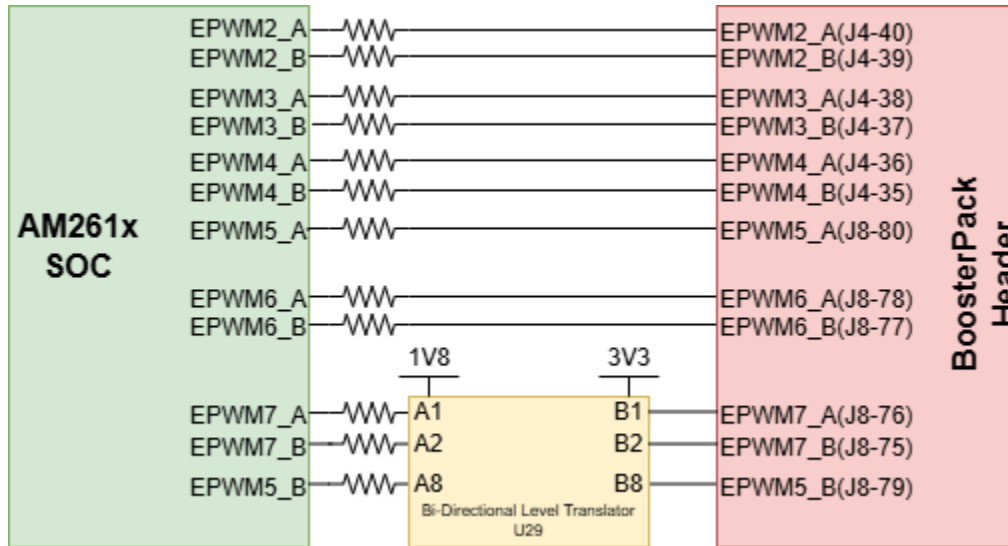 EPWM2_A
EPWM2_B
EPWM3_A
EPWM3_B
EPWM4_A
EPWM4_B
EPWM5_A
EPWM6_A
EPWM6_B
EPWM7_A
EPWM7_B
EPWM5_B
AM261x
SOC
1V8
3V3
A1
B1
A2
B2
A8
B8
Bi-Directional Level Translator
U29
EPWM2_A(J4-40)
EPWM2_B(J4-39)
EPWM3_A(J4-38)
EPWM3_B(J4-37)
EPWM4_A(J4-36)
EPWM4_B(J4-35)
EPWM5_A(J8-80)
EPWM6_A(J8-78)
EPWM6_B(J8-77)
EPWM7_A(J8-76)
EPWM7_B(J8-75)
EPWM5_B(J8-79)
BoosterPack
Header